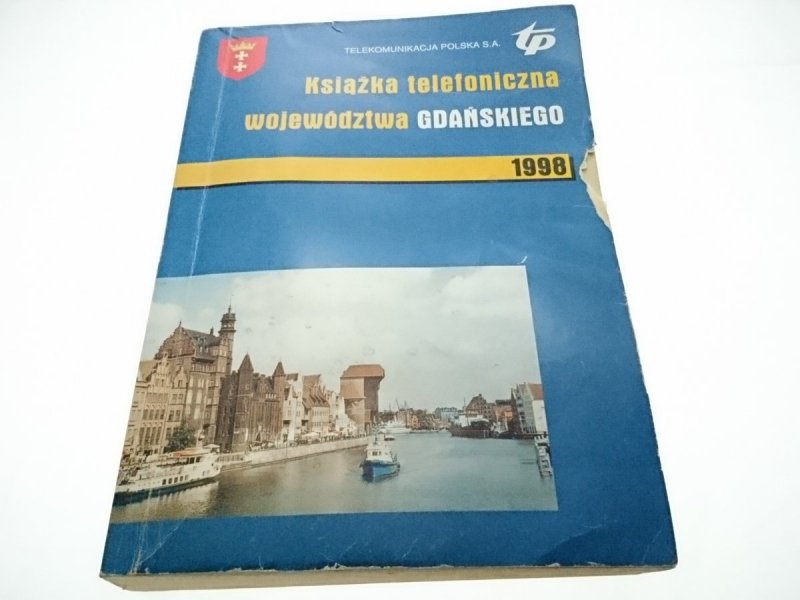 TELEKOMUNIKACJA POLSKA S.A.
tp
Książka telefoniczna
województwa GDAŃSKIEGO
1998